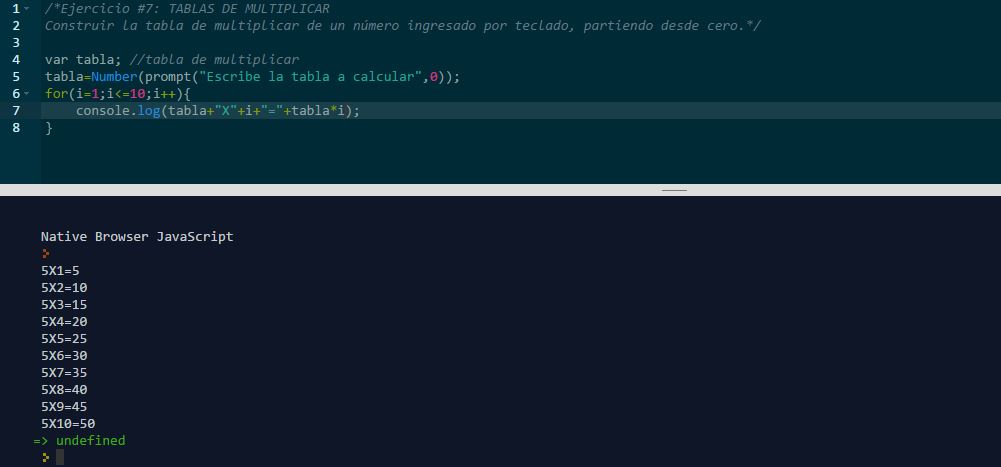 1 /*Ejercicio #7: TABLAS DE MULTIPLICAR
2 Construir la tabla de multiplicar de un número ingresado por teclado, partiendo desde cero.*/
3
4 var tabla; //tabla de multiplicar
5 tabla=Number(prompt("Escribe la tabla a calcular",0));
6 for(i=1;i<=10;i++){
7     console.log(tabla+"X"+i+"="+tabla*i);
8 }
Native Browser JavaScript
5X1=5
5X2=10
5X3=15
5X4=20
5X5=25
5X6=30
5X7=35
5X8=40
5X9=45
5X10=50
=> undefined